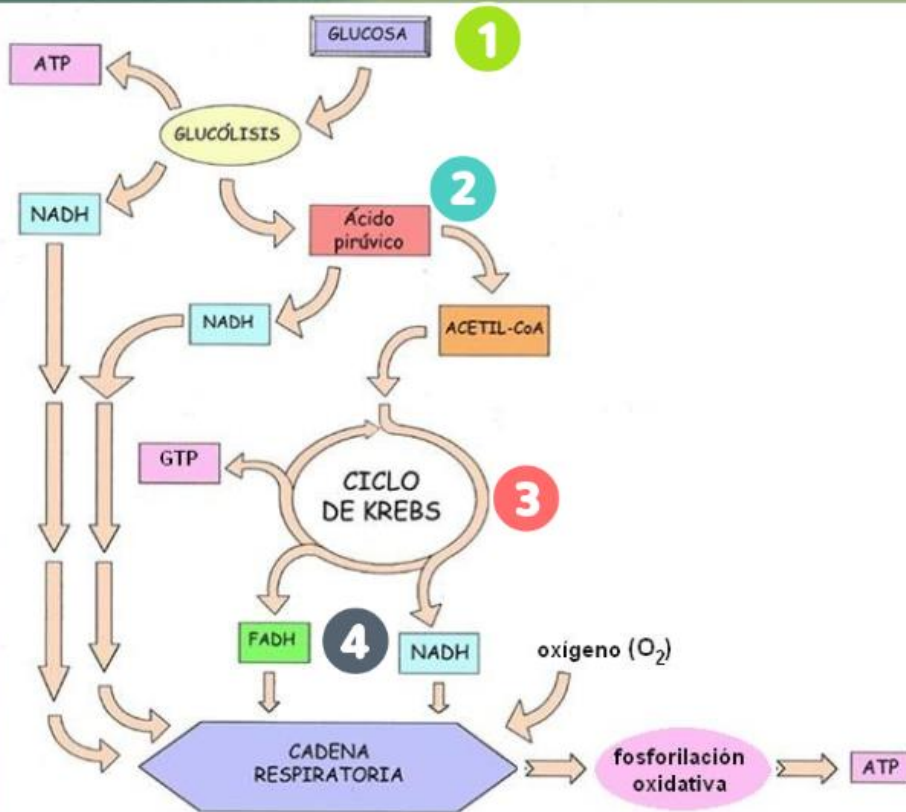 GLUCOSA
1
ATP
GLUCÓLISIS
2
NADH
Ácido
pirúvico
NADH
ACETIL-CoA
GTP
CICLO
DE KREBS
3
FADH
4
NADH
oxígeno (O₂)
CADENA
RESPIRATORIA
fosforilación
oxidativa
ATP